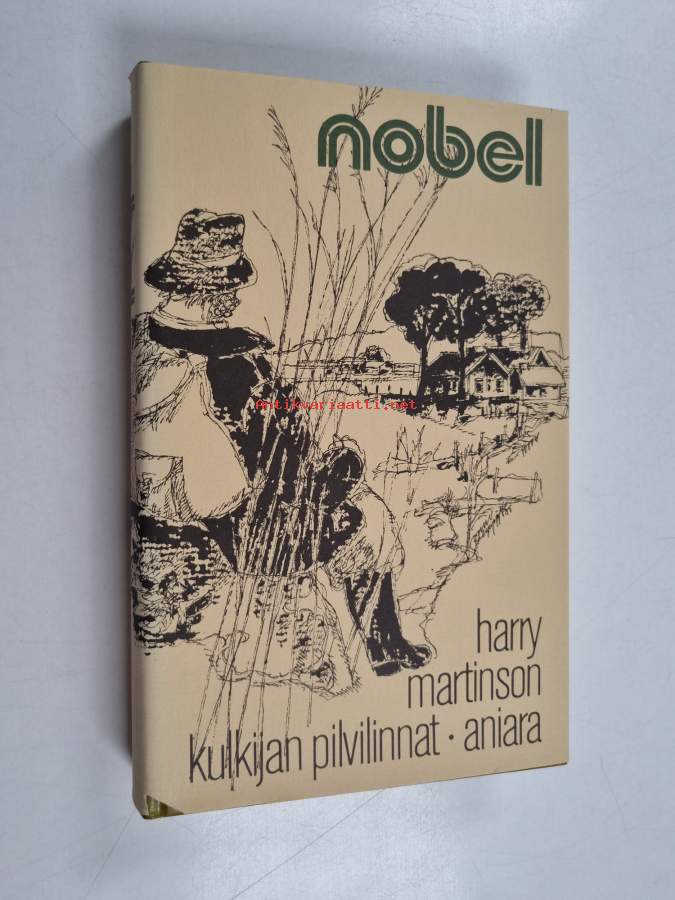 nobel
Antikvariaatti.net
harry
martinson
kulkijan pilvilinnat · aniara